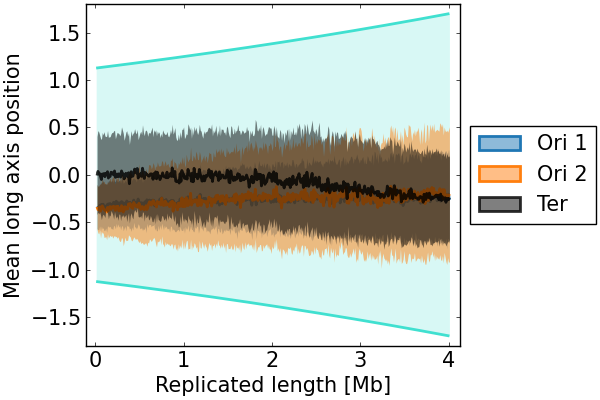 1.5
1.0
0.5
0.0
−0.5
−1.0
−1.5
Mean long axis position
0
1
2
3
4
Replicated length [Mb]
Ori 1
Ori 2
Ter